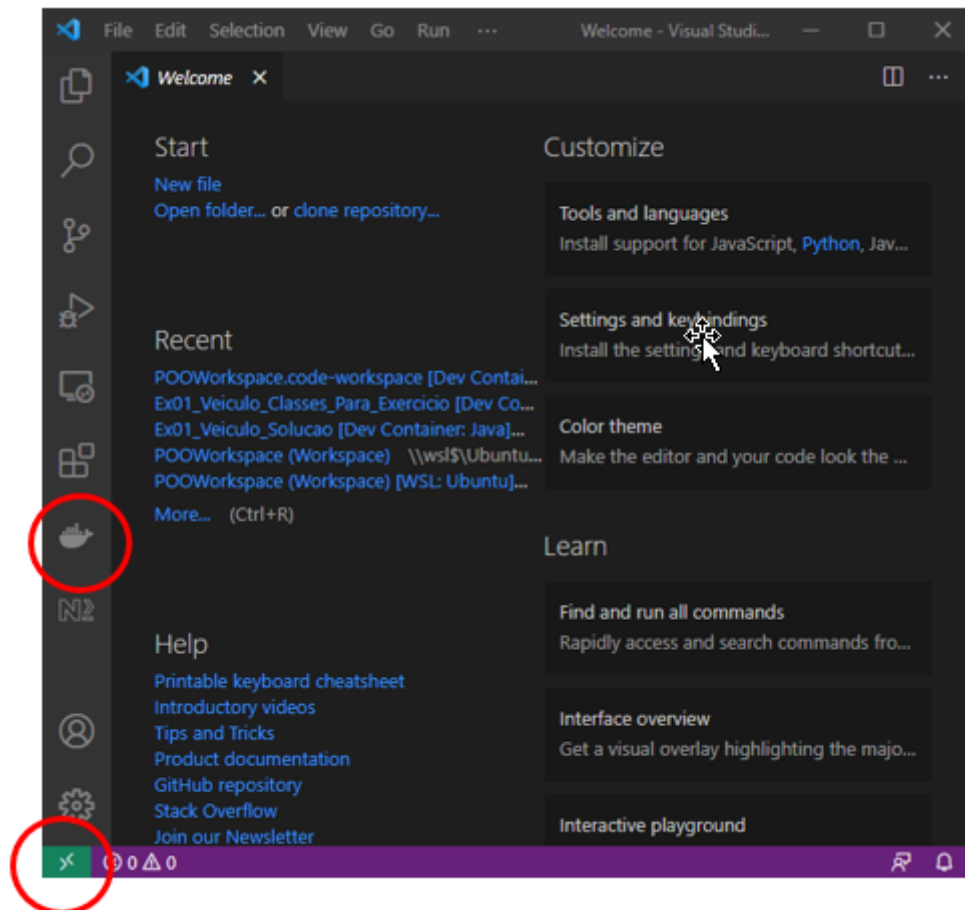 File Edit Selection View Go Run ··· Welcome - Visual Studi...
Welcome
Start
New file
Open folder... or clone repository...
Recent
POOWorkspace.code-workspace [Dev Contai...
Ex01_Veiculo_Classes_Para_Exercicio [Dev Co...
Ex01_Veiculo_Solucao [Dev Container: Java]...
POOWorkspace (Workspace) \\wsl$\Ubuntu...
POOWorkspace (Workspace) [WSL: Ubuntu]...
More... (Ctrl+R)
Help
Printable keyboard cheatsheet
Introductory videos
Tips and Tricks
Product documentation
GitHub repository
Stack Overflow
Join our Newsletter
Customize
Tools and languages
Install support for JavaScript, Python, Jav...
Settings and keybindings
Install the settings and keyboard shortcut...
Color theme
Make the editor and your code look the ...
Learn
Find and run all commands
Rapidly access and search commands fro...
Interface overview
Get a visual overlay highlighting the majo...
Interactive playground
0 0